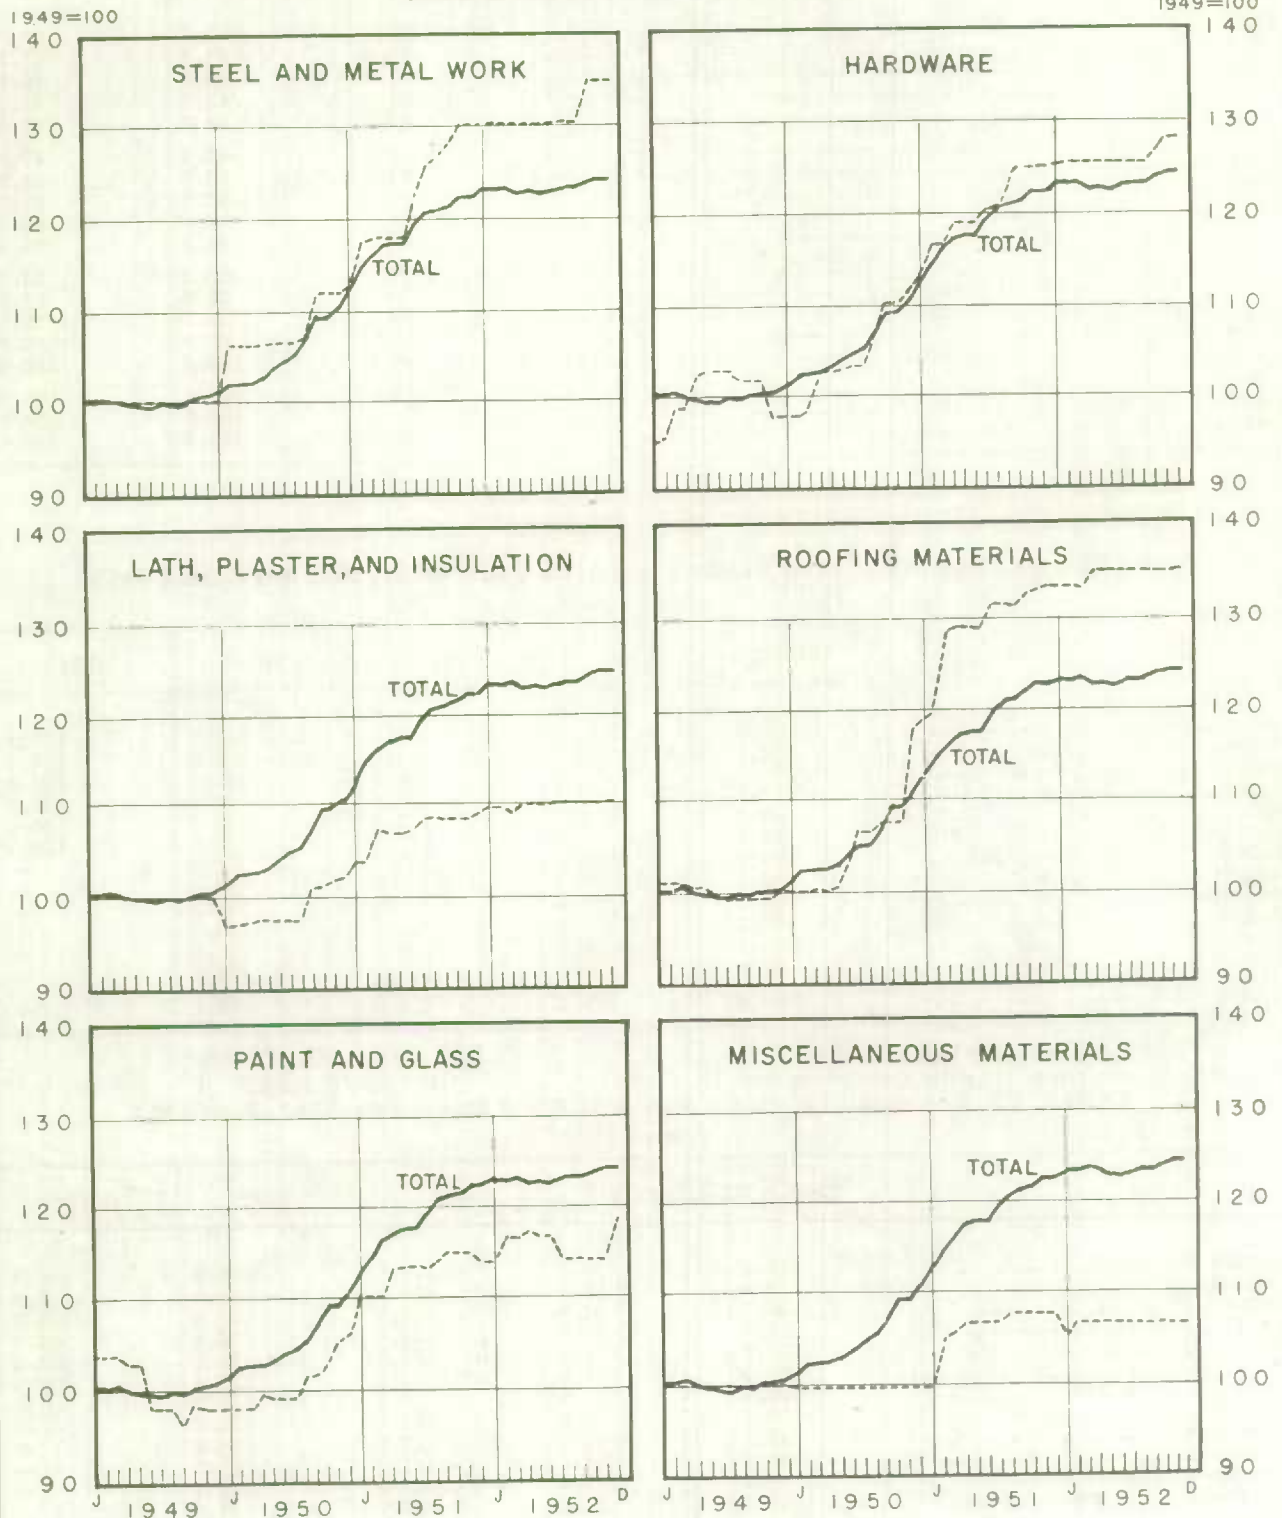 1949=100
1949=100
STEEL AND METAL WORK
140
130
120
110
100
90
TOTAL
HARDWARE
140
130
120
110
100
90
TOTAL
LATH, PLASTER, AND INSULATION
140
130
120
110
100
90
TOTAL
ROOFING MATERIALS
140
130
120
110
100
90
TOTAL
PAINT AND GLASS
140
130
120
110
100
90
TOTAL
J 1949 J 1950 J 1951 J 1952 D
MISCELLANEOUS MATERIALS
140
130
120
110
100
90
TOTAL
J 1949 J 1950 J 1951 J 1952 D